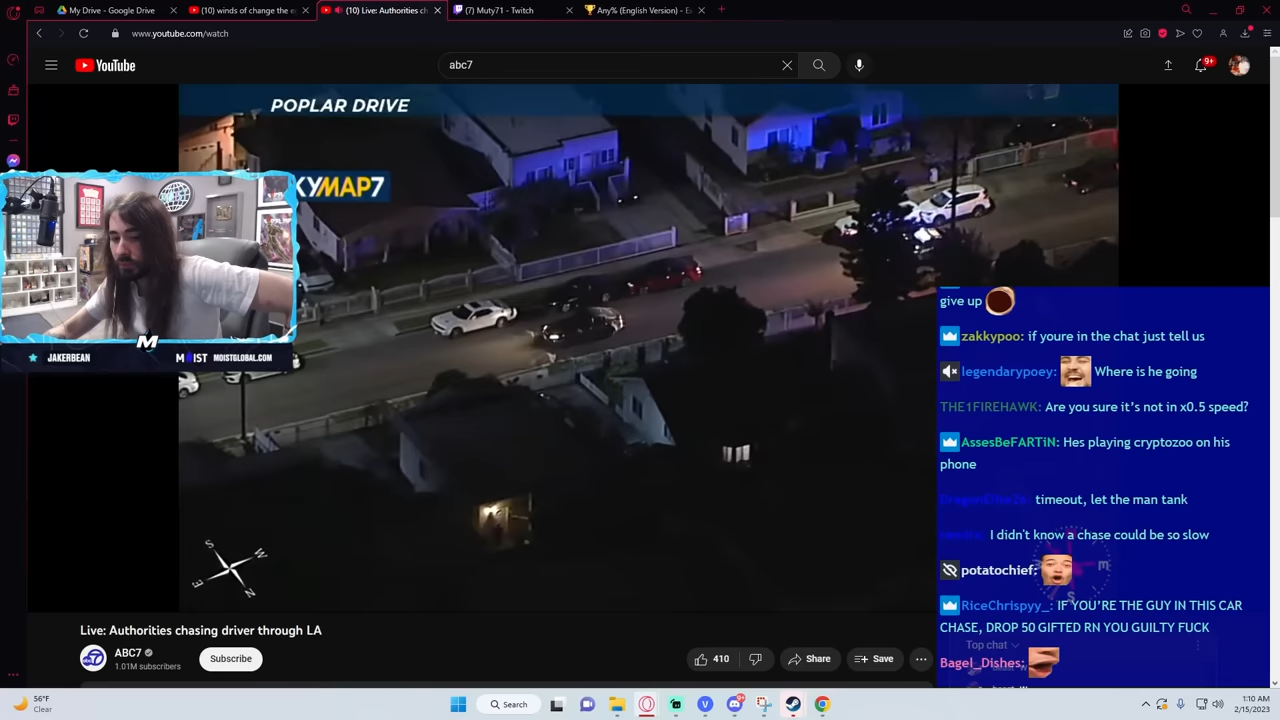 My Drive - Google Drive
(10) winds of change the e
(10) Live: Authorities ch
(7) Muty71 - Twitch
Any% (English Version) - Es
www.youtube.com/watch
YouTube
abc7
9+
POPLAR DRIVE
KYMAP7
JAKERBEAN
M
MOIST MOISTGLOBAL.COM
S
W
E
N
give up
zakkypoo: if youre in the chat just tell us
legendarypoey: Where is he going
THE1FIREHAWK: Are you sure it's not in x0.5 speed?
AssesBeFARTiN: Hes playing cryptozoo on his
phone
timeout, let the man tank
I didn't know a chase could be so slow
potatochief:
RiceChrispyy_: IF YOU'RE THE GUY IN THIS CAR
CHASE, DROP 50 GIFTED RN YOU GUILTY FUCK
Top chat
Bagel_Dishes:
Live: Authorities chasing driver through LA
ABC7
1.01M subscribers
Subscribe
410
Share
Save
56°F
Clear
Search
1:10 AM
2/15/2023